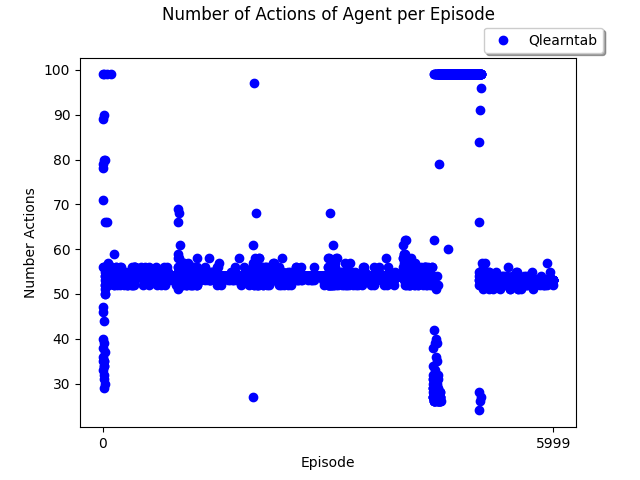 Number of Actions of Agent per Episode
Qlearntab
100
90
80
70
60
50
40
30
Number Actions
0
5999
Episode